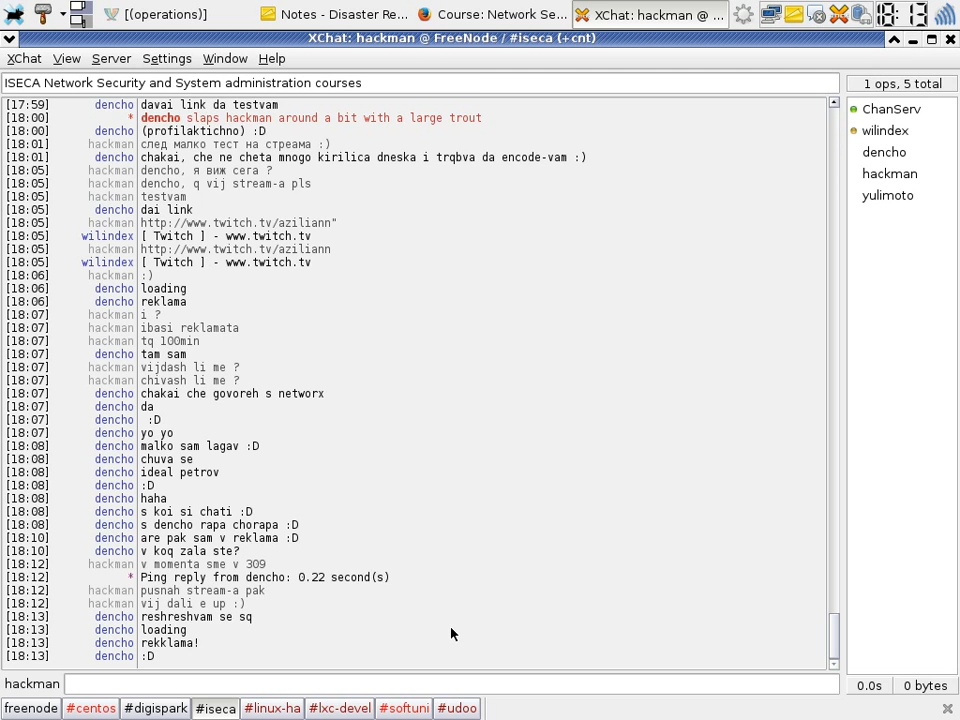 [(operations)]
Notes - Disaster Re...
Course: Network Se...
XChat: hackman @ ...
18:13
XChat: hackman @ FreeNode / #iseca (+cnt)
XChat View Server Settings Window Help
ISECA Network Security and System administration courses
1 ops, 5 total
[17:59] dencho davai link da testvam
[18:00] * dencho slaps hackman around a bit with a large trout
[18:00] dencho (profilaktichno) :D
[18:01] hackman след малко тест на стреама :)
[18:01] dencho chakai, che ne cheta mnogo kirilica dneska i trqbva da encode-vam :)
[18:05] hackman dencho, я виж сега ?
[18:05] hackman dencho, q vij stream-a pls
[18:05] hackman testvam
[18:05] dencho dai link
[18:05] hackman http://www.twitch.tv/aziliann"
[18:05] wilindex [ Twitch ] - www.twitch.tv
[18:05] hackman http://www.twitch.tv/aziliann
[18:05] wilindex [ Twitch ] - www.twitch.tv
[18:06] hackman :)
[18:06] dencho loading
[18:06] dencho reklama
[18:07] hackman i ?
[18:07] hackman ibasi reklamata
[18:07] hackman tq 100min
[18:07] dencho tam sam
[18:07] hackman vijdash li me ?
[18:07] hackman chivash li me ?
[18:07] dencho chakai che govoreh s networx
[18:07] dencho da
[18:07] dencho :D
[18:07] dencho yo yo
[18:08] dencho malko sam lagav :D
[18:08] dencho chuva se
[18:08] dencho ideal petrov
[18:08] dencho :D
[18:08] dencho haha
[18:08] dencho s koi si chati :D
[18:08] dencho s dencho rapa chorapa :D
[18:10] dencho are pak sam v reklama :D
[18:10] dencho v koq zala ste?
[18:12] hackman v momenta sme v 309
[18:12] * Ping reply from dencho: 0.22 second(s)
[18:12] hackman pusnah stream-a pak
[18:12] hackman vij dali e up :)
[18:13] dencho reshreshvam se sq
[18:13] dencho loading
[18:13] dencho rekklama!
[18:13] dencho :D
ChanServ
wilindex
dencho
hackman
yulimoto
hackman
0.0s 0 bytes
freenode #centos #digispark #iseca #linux-ha #lxc-devel #softuni #udoo